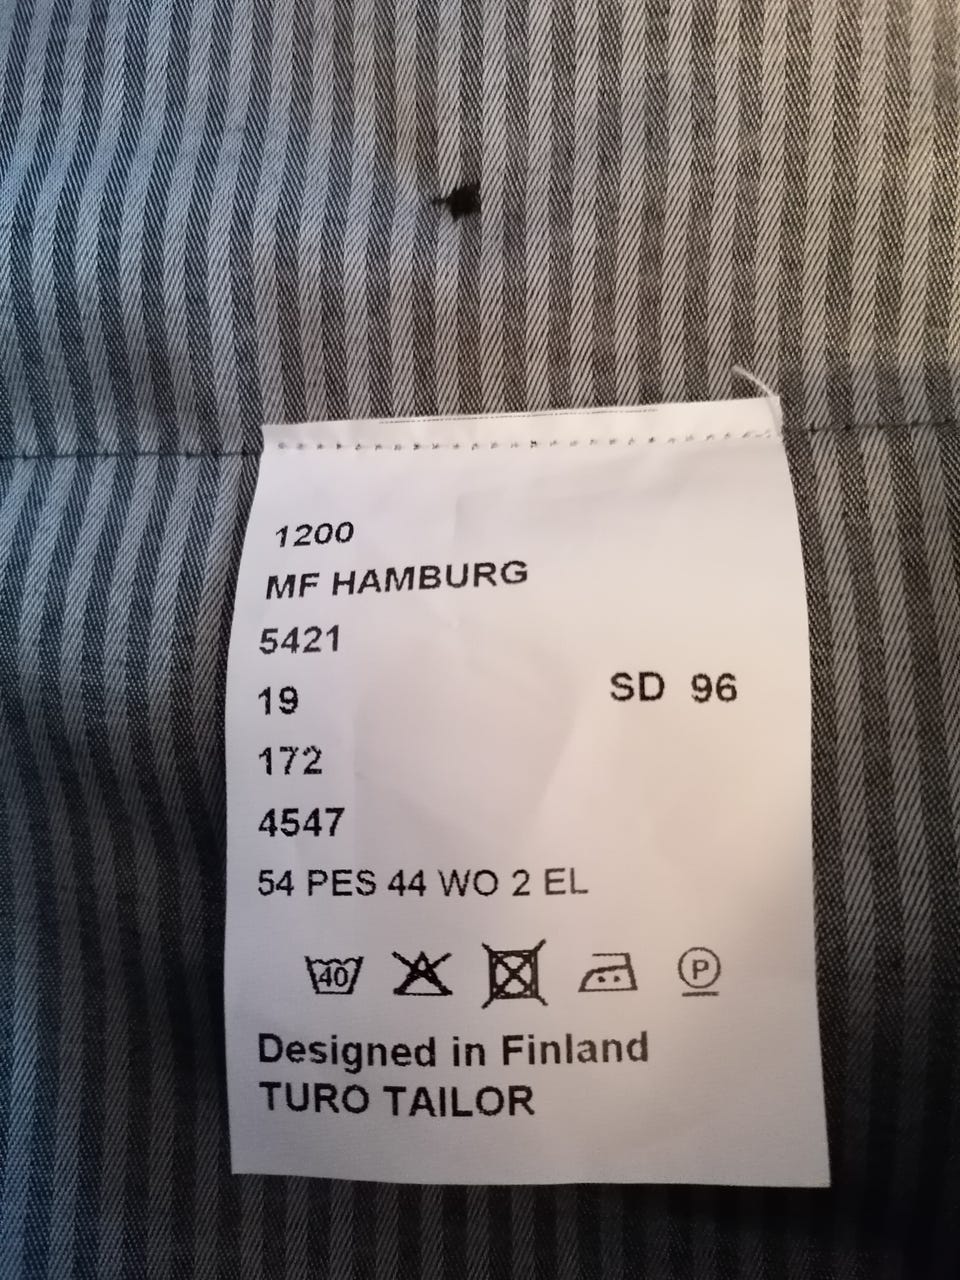 1200
MF HAMBURG
5421
19 SD 96
172
4547
54 PES 44 WO 2 EL
40 P
Designed in Finland
TURO TAILOR